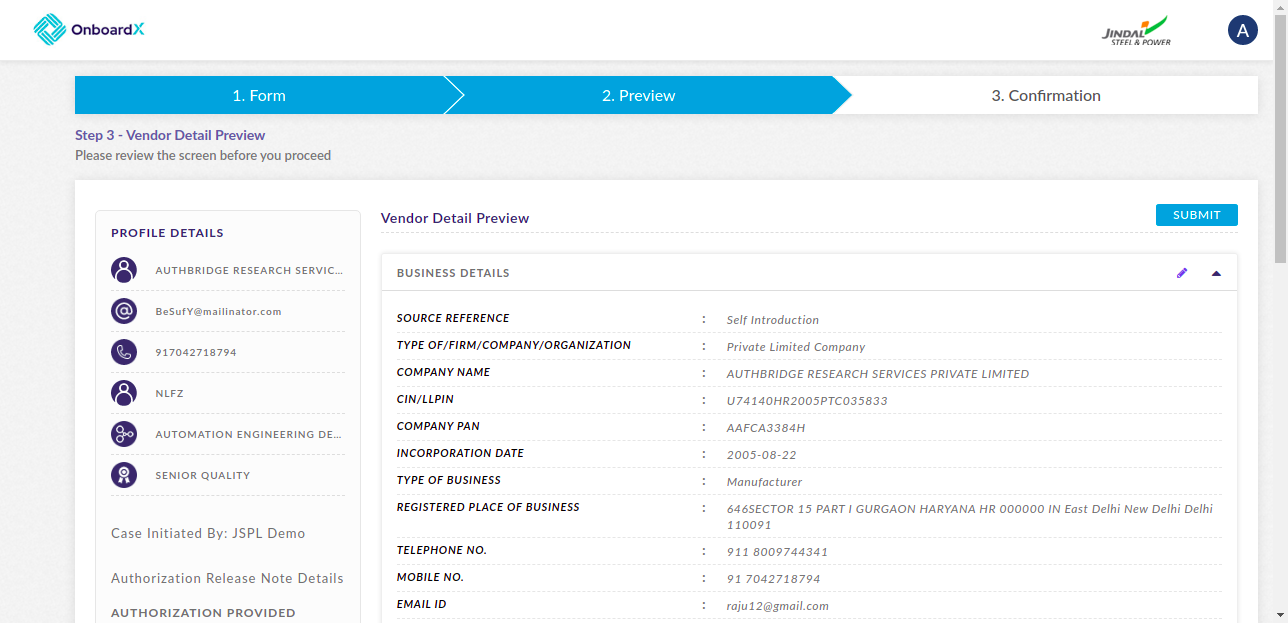 OnboardX
JINDAL
STEEL & POWER
A
1. Form
2. Preview
3. Confirmation
Step 3 - Vendor Detail Preview
Please review the screen before you proceed
PROFILE DETAILS
AUTHBRIDGE RESEARCH SERVIC...
BeSufY@mailinator.com
917042718794
NLFZ
AUTOMATION ENGINEERING DE...
SENIOR QUALITY
Case Initiated By: JSPL Demo
Authorization Release Note Details
AUTHORIZATION PROVIDED
Vendor Detail Preview
SUBMIT
BUSINESS DETAILS
SOURCE REFERENCE : Self Introduction
TYPE OF/FIRM/COMPANY/ORGANIZATION : Private Limited Company
COMPANY NAME : AUTHBRIDGE RESEARCH SERVICES PRIVATE LIMITED
CIN/LLPIN : U74140HR2005PTC035833
COMPANY PAN : AAFCA3384H
INCORPORATION DATE : 2005-08-22
TYPE OF BUSINESS : Manufacturer
REGISTERED PLACE OF BUSINESS : 646SECTOR 15 PART I GURGAON HARYANA HR 000000 IN East Delhi New Delhi Delhi
110091
TELEPHONE NO. : 911 8009744341
MOBILE NO. : 91 7042718794
EMAIL ID : raju12@gmail.com